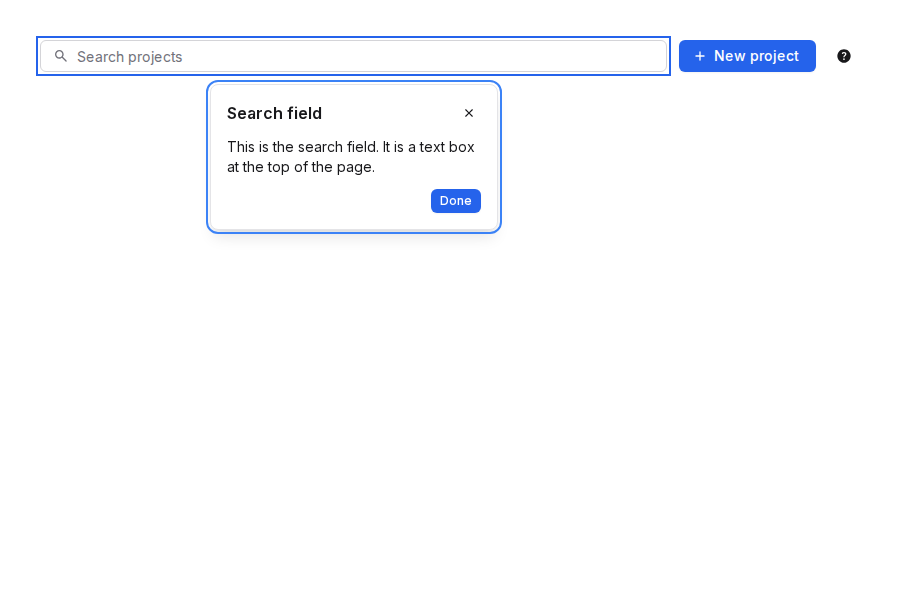 Search projects
New project
Search field
This is the search field. It is a text box
at the top of the page.
Done